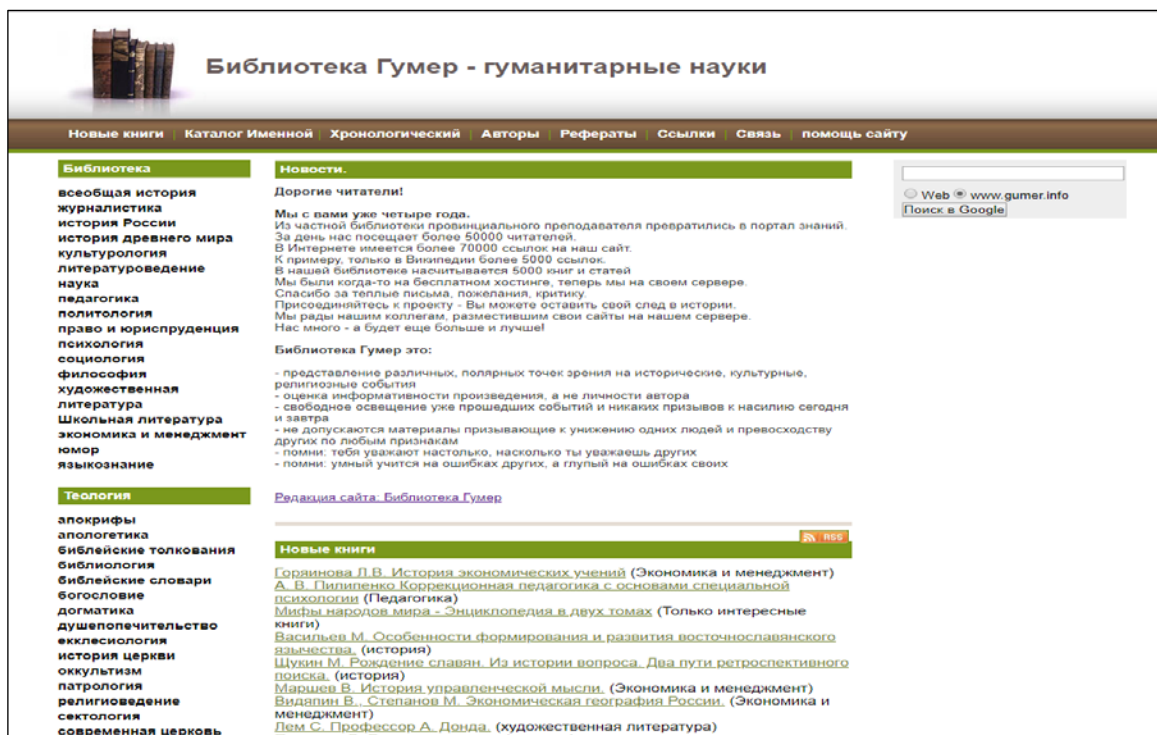 Библиотека Гумер - гуманитарные науки
Новые книги | Каталог Именной | Хронологический | Авторы | Рефераты | Ссылки | Связь | помощь сайту
Библиотека
всеобщая история
журналистика
история России
история древнего мира
культурология
литературоведение
наука
педагогика
политология
право и юриспруденция
психология
социология
философия
художественная
литература
Школьная литература
экономика и менеджмент
юмор
языкознание
Теология
апокрифы
апологетика
библейские толкования
библиология
библейские словари
богословие
догматика
душепопечительство
екклесиология
история церкви
оккультизм
патрология
религиоведение
сектология
современная церковь
Новости.
Дорогие читатели!
Мы с вами уже четыре года.
Из частной библиотеки провинциального преподавателя превратились в портал знаний.
За день нас посещает более 50000 читателей.
В Интернете имеется более 70000 ссылок на наш сайт.
К примеру, только в Википедии более 5000 ссылок.
В нашей библиотеке насчитывается 5000 книг и статей
Мы были когда-то на бесплатном хостинге, теперь мы на своем сервере.
Спасибо за теплые письма, пожелания, критику.
Присоединяйтесь к проекту - Вы можете оставить свой след в истории.
Мы рады нашим коллегам, разместившим свои сайты на нашем сервере.
Нас много - а будет еще больше и лучше!
Библиотека Гумер это:
- представление различных, полярных точек зрения на исторические, культурные,
религиозные события
- оценка информативности произведения, а не личности автора
- свободное освещение уже прошедших событий и никаких призывов к насилию сегодня
и завтра
- не допускаются материалы призывающие к унижению одних людей и превосходству
других по любым признакам
- помни: тебя уважают настолько, насколько ты уважаешь других
- помни: умный учится на ошибках других, а глупый на ошибках своих
Редакция сайта: Библиотека Гумер
RSS
Новые книги
Горяинова Л.В. История экономических учений (Экономика и менеджмент)
А. В. Пилипенко Коррекционная педагогика с основами специальной
психологии (Педагогика)
Мифы народов мира - Энциклопедия в двух томах (Только интересные
книги)
Васильев М. Особенности формирования и развития восточнославянского
язычества. (история)
Щукин М. Рождение славян. Из истории вопроса. Два пути ретроспективного
поиска. (история)
Маршев В. История управленческой мысли. (Экономика и менеджмент)
Видяпин В., Степанов М. Экономическая география России. (Экономика и
менеджмент)
Лем С. Профессор А. Донда. (художественная литература)
Web www.gumer.info
Поиск в Google